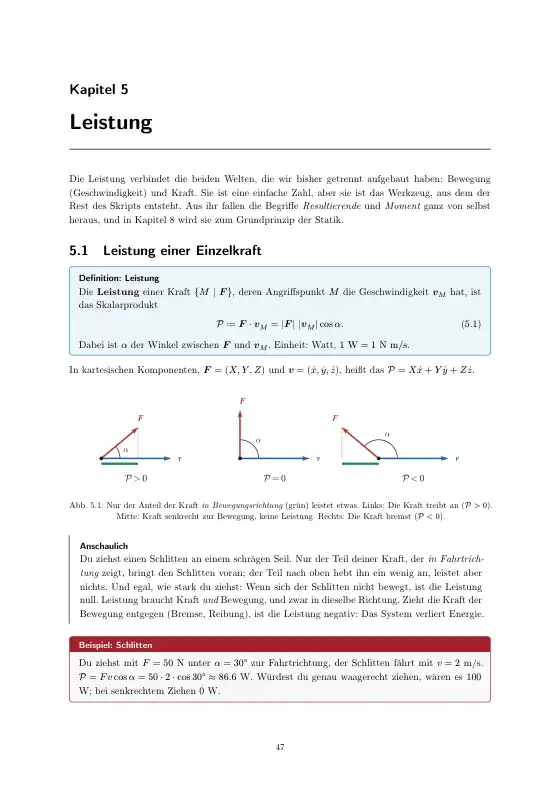 Kapitel 5
Leistung
Die Leistung verbindet die beiden Welten, die wir bisher getrennt aufgebaut haben: Bewegung
(Geschwindigkeit) und Kraft. Sie ist eine einfache Zahl, aber sie ist das Werkzeug, aus dem der
Rest des Skripts entsteht. Aus ihr fallen die Begriffe Resultierende und Moment ganz von selbst
heraus, und in Kapitel 8 wird sie zum Grundprinzip der Statik.
5.1 Leistung einer Einzelkraft
Definition: Leistung
Die Leistung einer Kraft {M | F}, deren Angriffspunkt M die Geschwindigkeit v_M hat, ist
das Skalarprodukt
𝒫 ≔ F · v_M = |F| |v_M| cos α. (5.1)
Dabei ist α der Winkel zwischen F und v_M. Einheit: Watt, 1 W = 1 N m/s.
In kartesischen Komponenten, F = (X, Y, Z) und v = (ẋ, ẏ, ż), heißt das 𝒫 = Xẋ + Yẏ + Zż.
F
α
v
𝒫 > 0
F
α
v
𝒫 = 0
F
α
v
𝒫 < 0
Abb. 5.1: Nur der Anteil der Kraft in Bewegungsrichtung (grün) leistet etwas. Links: Die Kraft treibt an (𝒫 > 0).
Mitte: Kraft senkrecht zur Bewegung, keine Leistung. Rechts: Die Kraft bremst (𝒫 < 0).
Anschaulich
Du ziehst einen Schlitten an einem schrägen Seil. Nur der Teil deiner Kraft, der in Fahrtrich-
tung zeigt, bringt den Schlitten voran; der Teil nach oben hebt ihn ein wenig an, leistet aber
nichts. Und egal, wie stark du ziehst: Wenn sich der Schlitten nicht bewegt, ist die Leistung
null. Leistung braucht Kraft und Bewegung, und zwar in dieselbe Richtung. Zieht die Kraft der
Bewegung entgegen (Bremse, Reibung), ist die Leistung negativ: Das System verliert Energie.
Beispiel: Schlitten
Du ziehst mit F = 50 N unter α = 30° zur Fahrtrichtung, der Schlitten fährt mit v = 2 m/s.
𝒫 = Fv cos α = 50 · 2 · cos 30° ≈ 86.6 W. Würdest du genau waagerecht ziehen, wären es 100
W; bei senkrechtem Ziehen 0 W.
47